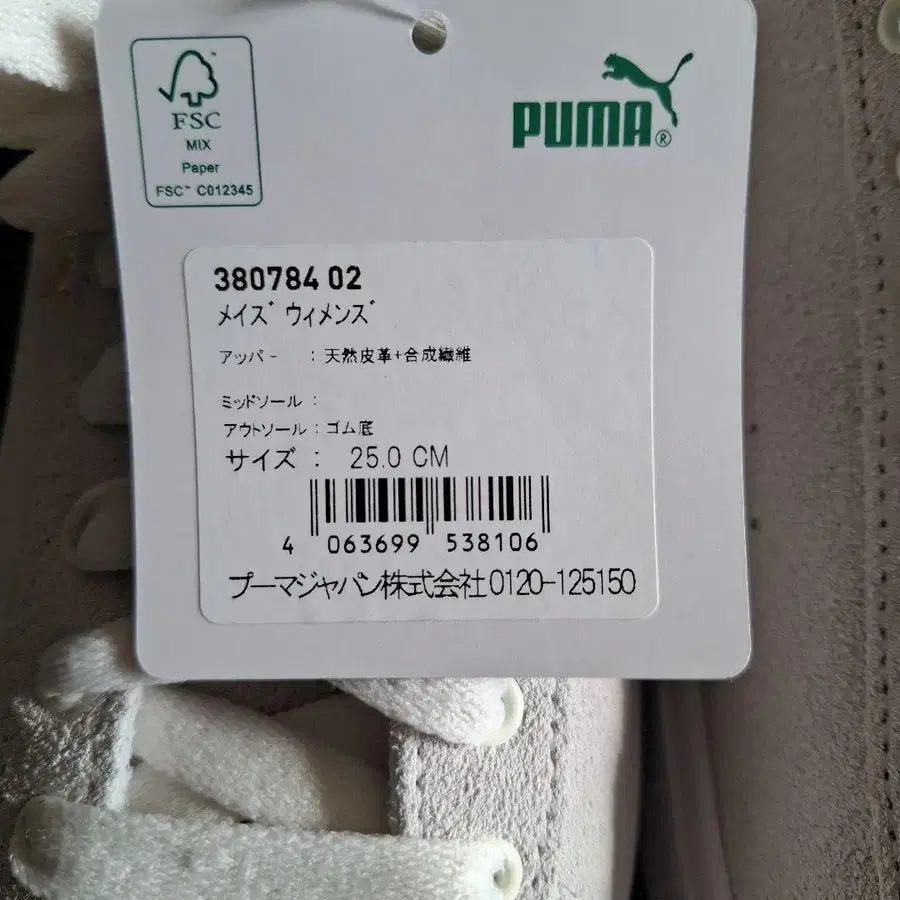 FSC
MIX
Paper
FSC™ C012345
PUMA®
380784 02
メイズ ウィメンズ
アッパー : 天然皮革+合成繊維
ミッドソール :
アウトソール : ゴム底
サイズ : 25.0 CM
4 063699 538106
プーマジャパン株式会社 0120-125150